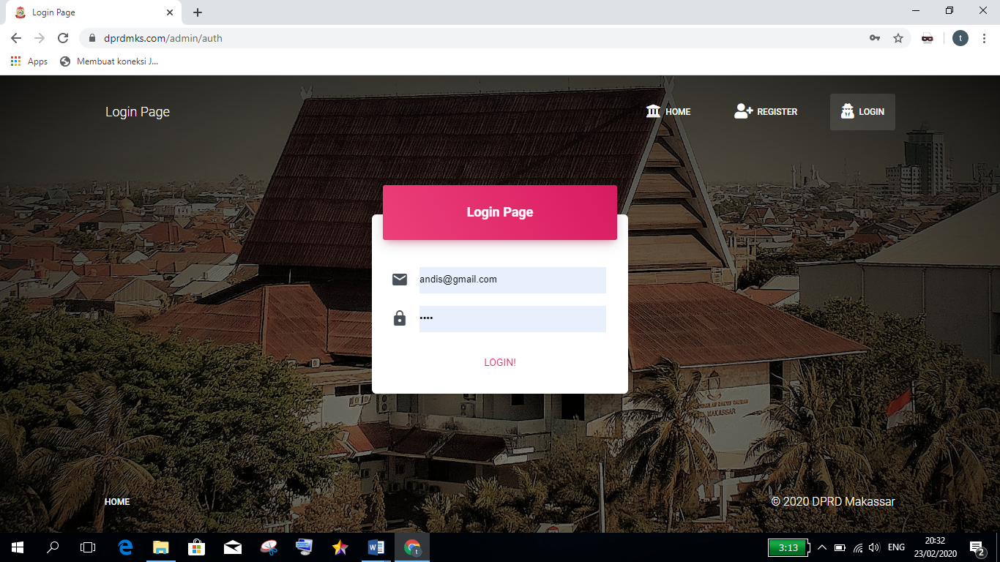 Login Page
dprdmks.com/admin/auth
t
Apps
Membuat koneksi J...
Login Page
HOME
REGISTER
LOGIN
Login Page
andis@gmail.com
••••
LOGIN!
MAKASSAR
HOME
© 2020 DPRD Makassar
3:13
ENG
20:32
23/02/2020
2